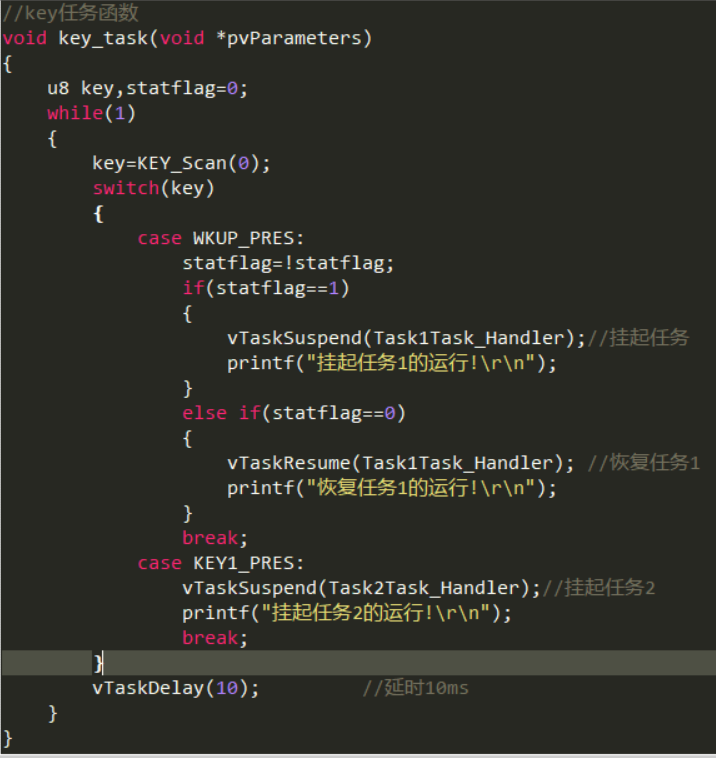 //key任务函数
void key_task(void *pvParameters)
{
    u8 key,statflag=0;
    while(1)
    {
        key=KEY_Scan(0);
        switch(key)
        {
            case WKUP_PRES:
                statflag=!statflag;
                if(statflag==1)
                {
                    vTaskSuspend(Task1Task_Handler);//挂起任务
                    printf("挂起任务1的运行!\r\n");
                }
                else if(statflag==0)
                {
                    vTaskResume(Task1Task_Handler); //恢复任务1
                    printf("恢复任务1的运行!\r\n");
                }
                break;
            case KEY1_PRES:
                vTaskSuspend(Task2Task_Handler);//挂起任务2
                printf("挂起任务2的运行!\r\n");
                break;
        }
        vTaskDelay(10);         //延时10ms
    }
}